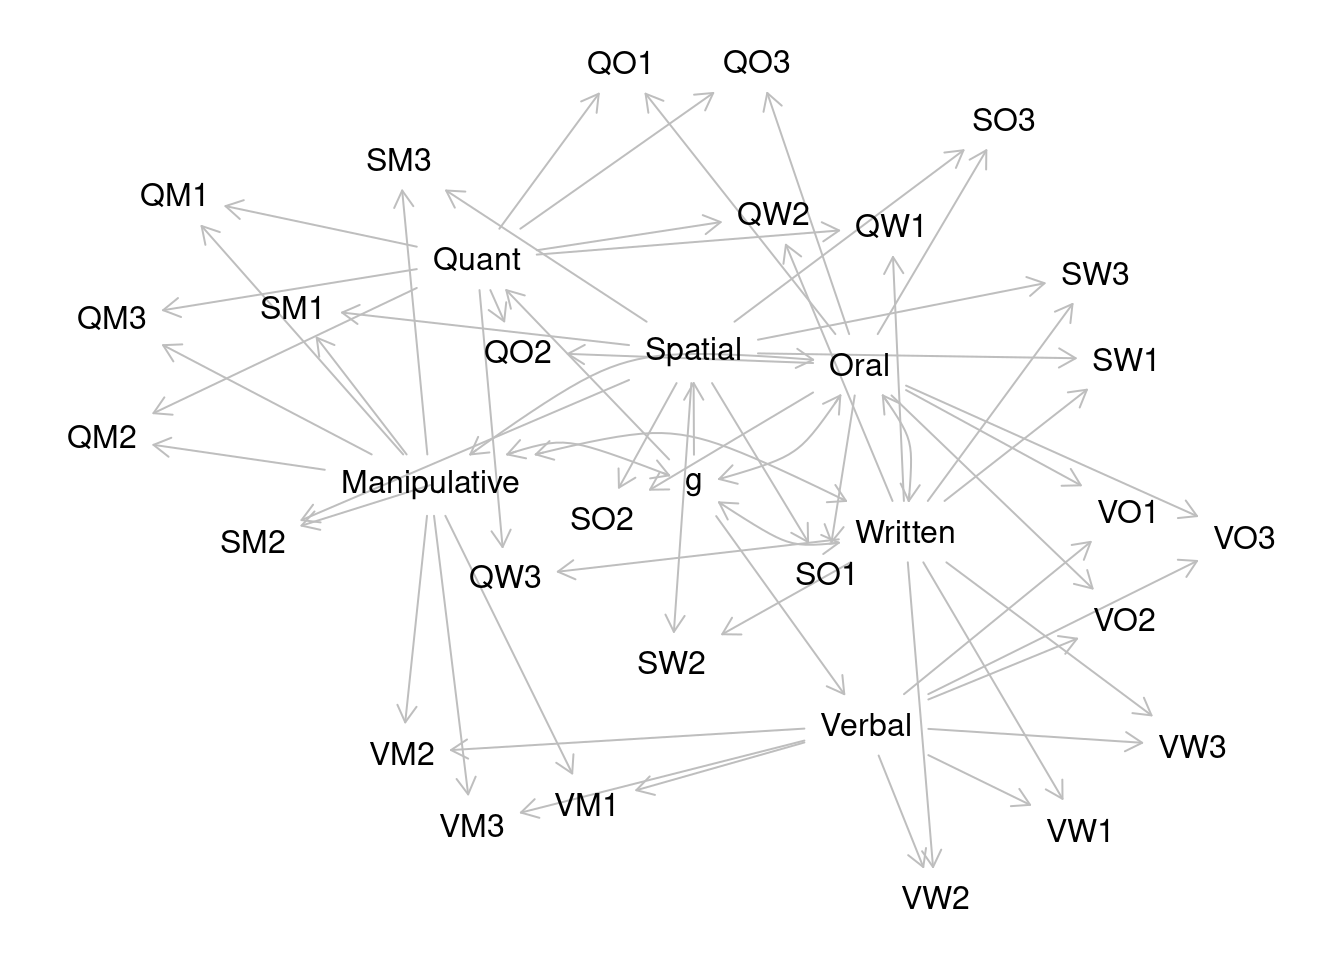 QO1
QO3
SO3
SM3
QM1
QW2
QW1
Quant
SW3
SM1
QM3
QO2
Spatial
Oral
SW1
QM2
Manipulative
g
SO2
VO1
Written
VO3
SM2
QW3
SO1
VO2
SW2
Verbal
VW3
VM2
VM1
VM3
VW1
VW2